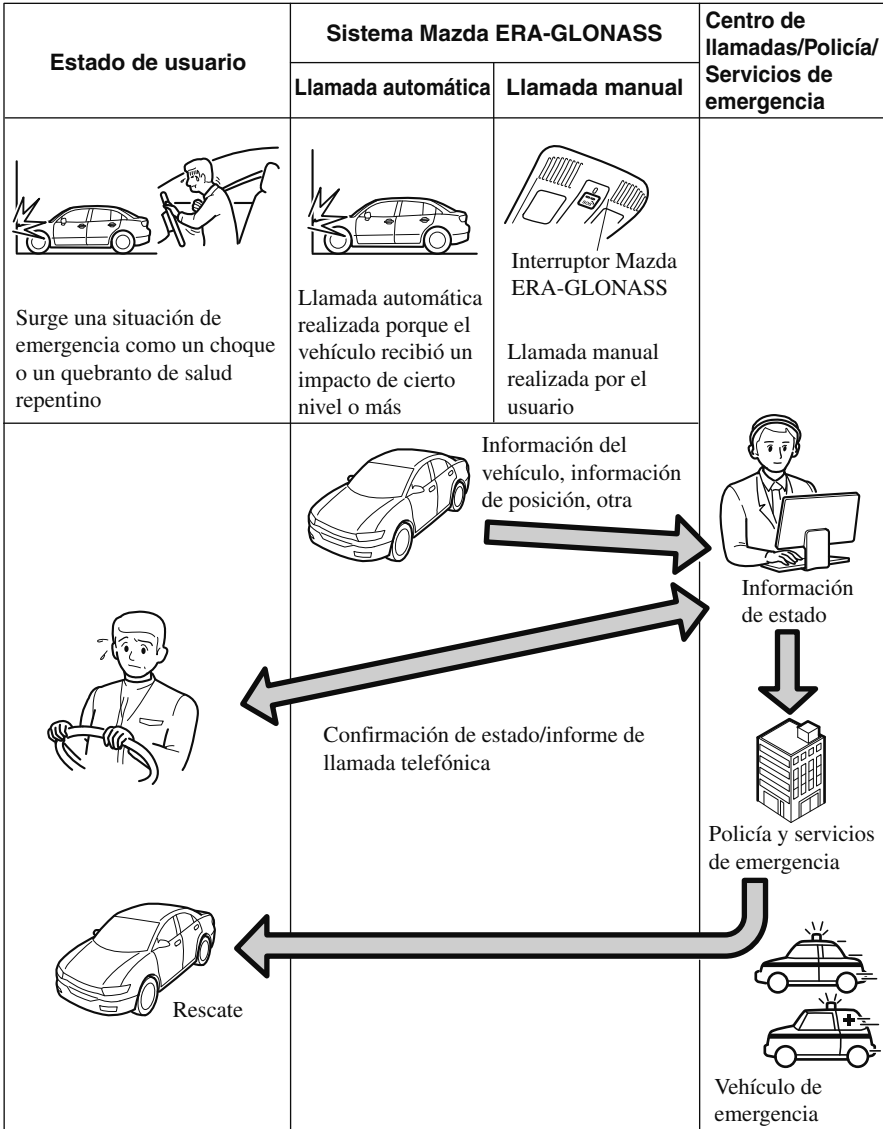 Estado de usuario
Sistema Mazda ERA-GLONASS
Llamada automática
Llamada manual
Centro de
llamadas/Policía/
Servicios de
emergencia
Surge una situación de
emergencia como un choque
o un quebranto de salud
repentino
Llamada automática
realizada porque el
vehículo recibió un
impacto de cierto
nivel o más
Interruptor Mazda
ERA-GLONASS
Llamada manual
realizada por el
usuario
Información del
vehículo, información
de posición, otra
Información
de estado
Confirmación de estado/informe de
llamada telefónica
Policía y servicios
de emergencia
Rescate
Vehículo de
emergencia